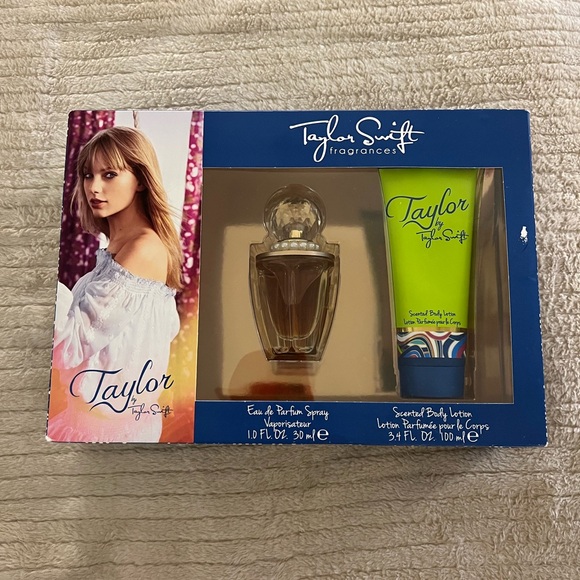 Taylor Swift
fragrances
Taylor
by
Taylor Swift
Scented Body Lotion
Lotion Parfumée pour le Corps
Taylor
by
Taylor Swift
Eau de Parfum Spray
Vaporisateur
1.0 FL. OZ. 30 ml e
Scented Body Lotion
Lotion Parfumée pour le Corps
3.4 FL. OZ. 100 ml e